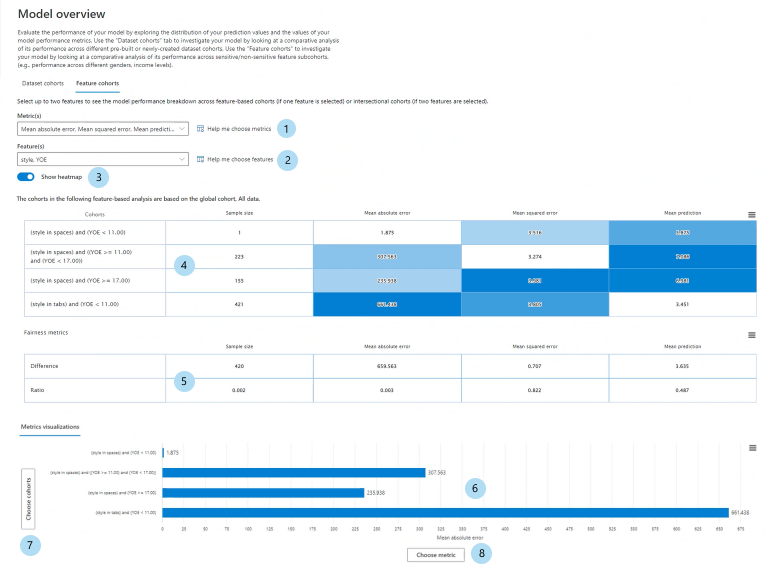 Model overview
Evaluate the performance of your model by exploring the distribution of your prediction values and the values of your
model performance metrics. Use the "Dataset cohorts" tab to investigate your model by looking at a comparative analysis
of its performance across different pre-built or newly-created dataset cohorts. Use the "Feature cohorts" to investigate
your model by looking at a comparative analysis of its performance across sensitive/non-sensitive feature subcohorts.
(e.g., performance across different genders, income levels).
Dataset cohorts Feature cohorts
Select up to two features to see the model performance breakdown across feature-based cohorts (if one feature is selected) or intersectional cohorts (if two features are selected).
Metric(s)
Mean absolute error, Mean squared error, Mean predicti... Help me choose metrics 1
Feature(s)
style, YOE Help me choose features 2
Show heatmap 3
The cohorts in the following feature-based analysis are based on the global cohort, All data.
Cohorts Sample size Mean absolute error Mean squared error Mean prediction
(style in spaces) and (YOE < 11.00) 1 1.875 3.516
(style in spaces) and ((YOE >= 11.00)
and (YOE < 17.00)) 223 307.563 3.274
4
(style in spaces) and (YOE >= 17.00) 155 235.938
(style in tabs) and (YOE < 11.00) 421 661.438 3.451
Fairness metrics
Sample size Mean absolute error Mean squared error Mean prediction
Difference 420 659.563 0.707 3.635
5
Ratio 0.002 0.003 0.822 0.487
Metrics visualizations
(style in spaces) and (YOE < 11.00) 1.875
(style in spaces) and ((YOE >= 11.00) and (YOE < 17.00)) 307.563
(style in spaces) and (YOE >= 17.00) 235.938 6
(style in tabs) and (YOE < 11.00) 661.438
Choose cohorts
0 25 50 75 100 125 150 175 200 225 250 275 300 325 350 375 400 425 450 475 500 525 550 575 600 625 650 675
Mean absolute error
7
Choose metric 8